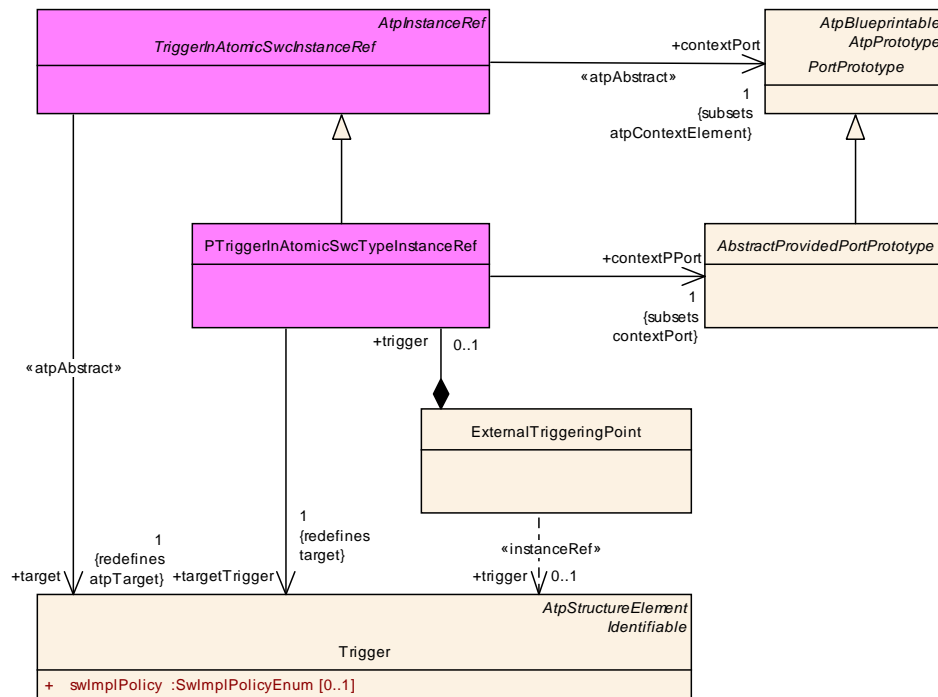 AtpInstanceRef
TriggerInAtomicSwcInstanceRef
AtpBlueprintable
AtpPrototype
PortPrototype
+contextPort
«atpAbstract»
1
{subsets
atpContextElement}
PTriggerInAtomicSwcTypeInstanceRef
AbstractProvidedPortPrototype
+contextPPort
1
{subsets
contextPort}
+trigger
0..1
«atpAbstract»
ExternalTriggeringPoint
1
{redefines
atpTarget}
+target
1
{redefines
target}
+targetTrigger
«instanceRef»
+trigger
0..1
AtpStructureElement
Identifiable
Trigger
+ swImplPolicy :SwImplPolicyEnum [0..1]